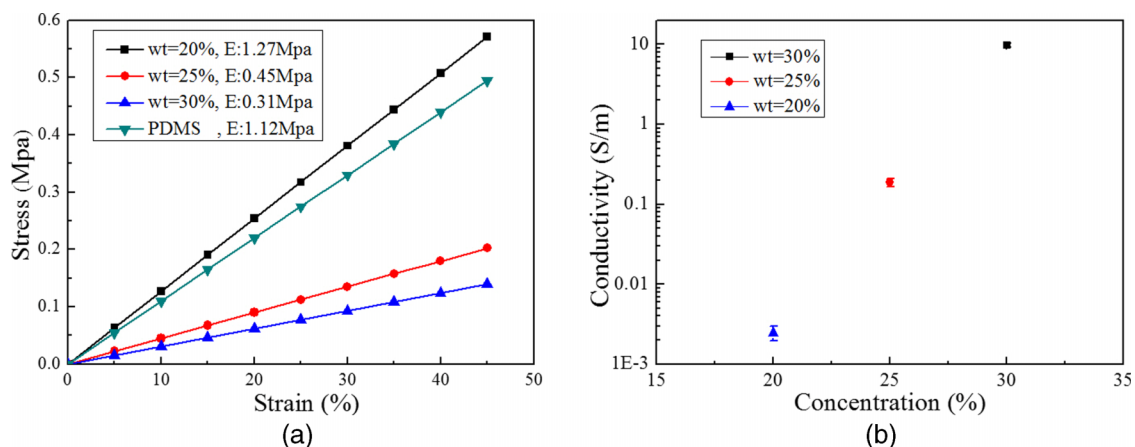 0.6
0.5
0.4
0.3
0.2
0.1
0.0
Stress (Mpa)
wt=20%, E:1.27Mpa
wt=25%, E:0.45Mpa
wt=30%, E:0.31Mpa
PDMS , E:1.12Mpa
0 10 20 30 40 50
Strain (%)
(a)
10
1
0.1
0.01
1E-3
Conductivity (S/m)
wt=30%
wt=25%
wt=20%
15 20 25 30 35
Concentration (%)
(b)